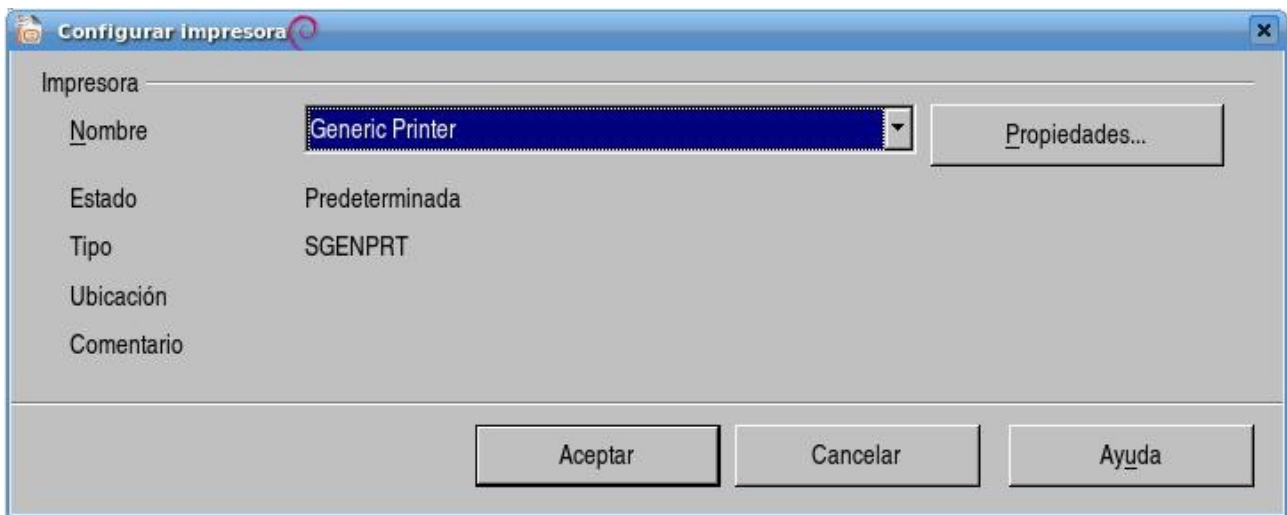 Configurar Impresora
Impresora
Nombre Generic Printer Propiedades...
Estado Predeterminada
Tipo SGENPRT
Ubicación
Comentario
Aceptar Cancelar Ayuda